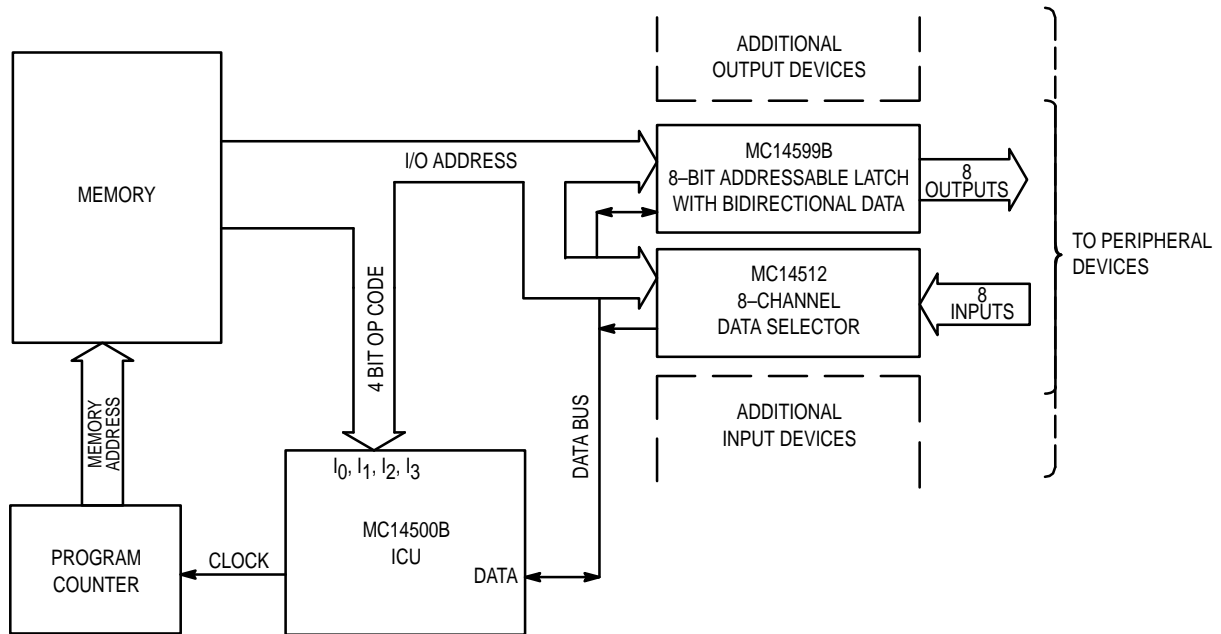 ADDITIONAL
OUTPUT DEVICES
MEMORY
I/O ADDRESS
MC14599B
8–BIT ADDRESSABLE LATCH
WITH BIDIRECTIONAL DATA
8
OUTPUTS
TO PERIPHERAL
DEVICES
MC14512
8–CHANNEL
DATA SELECTOR
8
INPUTS
4 BIT OP CODE
DATA BUS
ADDITIONAL
INPUT DEVICES
MEMORY
ADDRESS
I0, I1, I2, I3
MC14500B
ICU
PROGRAM
COUNTER
CLOCK
DATA